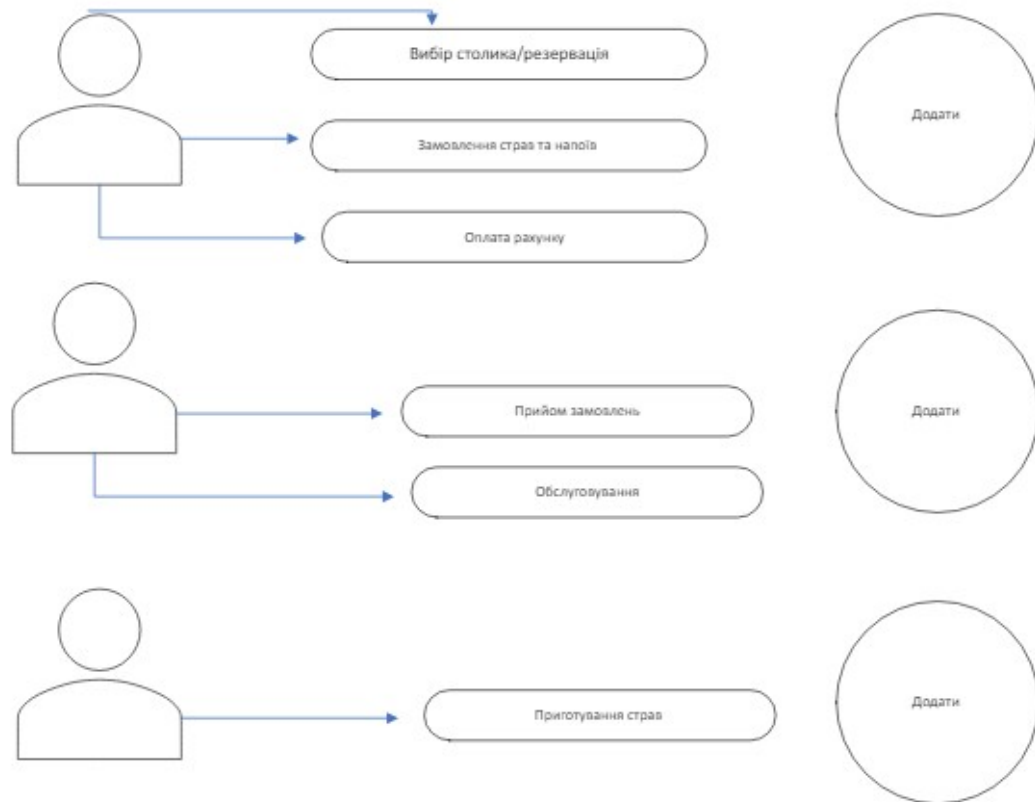 Вибір столика/резервація
Додати
Замовлення страв та напоїв
Оплата рахунку
Прийом замовлень
Додати
Обслуговування
Приготування страв
Додати